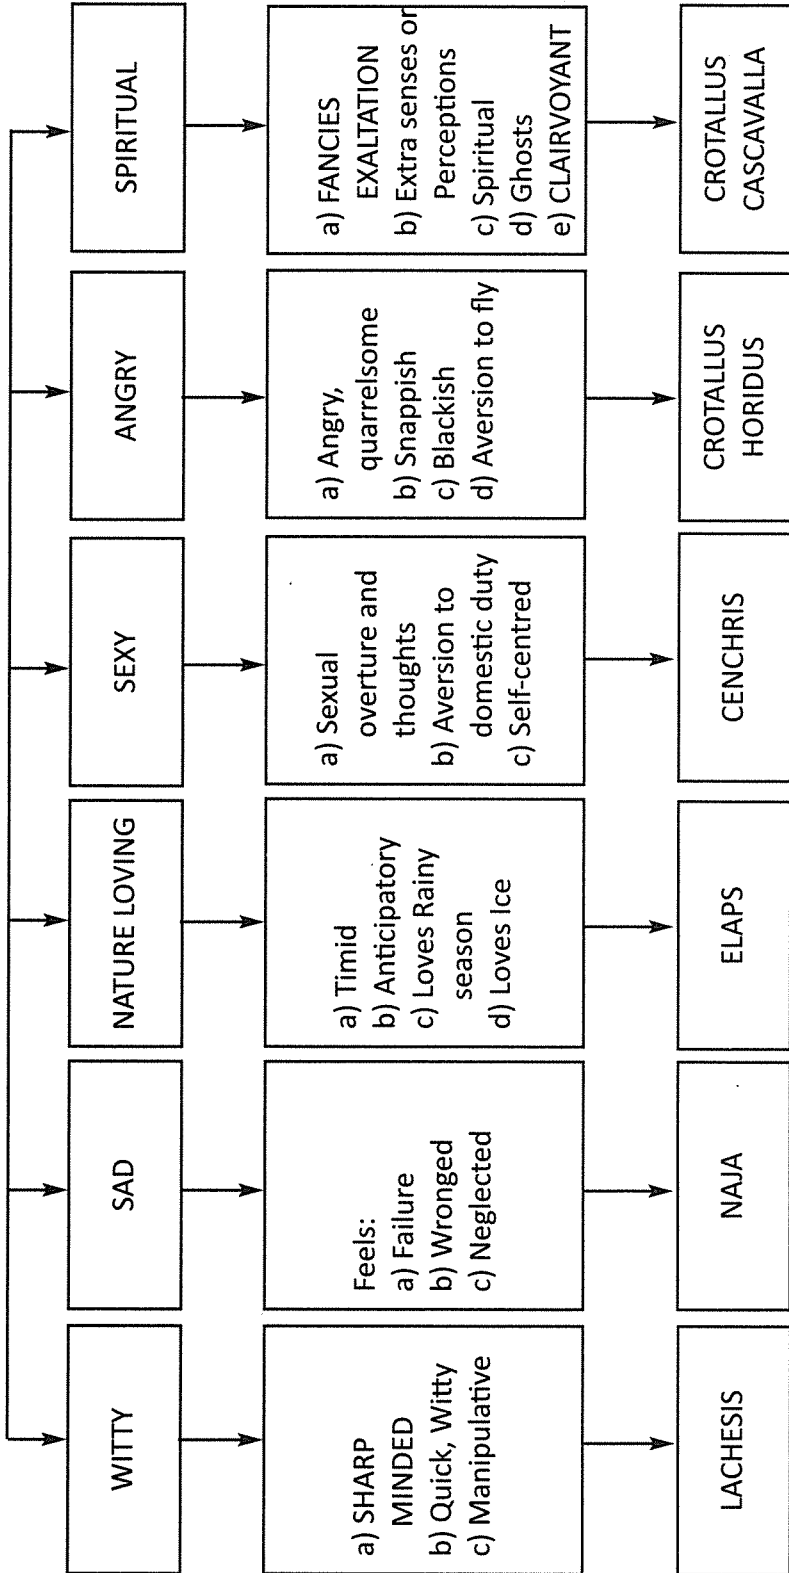 WITTY
SAD
NATURE LOVING
SEXY
ANGRY
SPIRITUAL
a) SHARP
MINDED
b) Quick, Witty
c) Manipulative
Feels:
a) Failure
b) Wronged
c) Neglected
a) Timid
b) Anticipatory
c) Loves Rainy
season
d) Loves Ice
a) Sexual
overture and
thoughts
b) Aversion to
domestic duty
c) Self-centred
a) Angry,
quarrelsome
b) Snappish
c) Blackish
d) Aversion to fly
a) FANCIES
EXALTATION
b) Extra senses or
Perceptions
c) Spiritual
d) Ghosts
e) CLAIRVOYANT
LACHESIS
NAJA
ELAPS
CENCHRIS
CROTALLUS
HORIDUS
CROTALLUS
CASCAVALLA